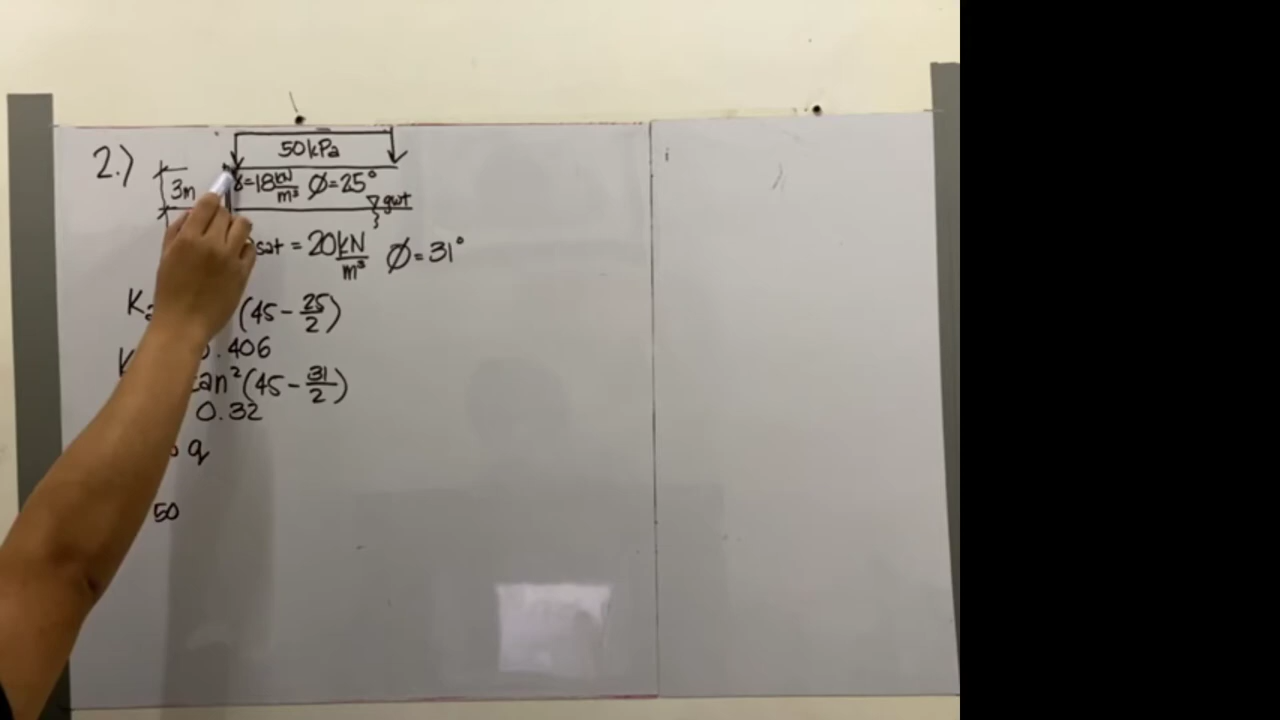 2.)
50kPa
3m γ=18 kN/m³ Ø=25°
gwt
sat = 20 kN/m³ Ø=31°
K (45 - 25/2)
.406
K tan²(45 - 31/2)
0.32
q
50